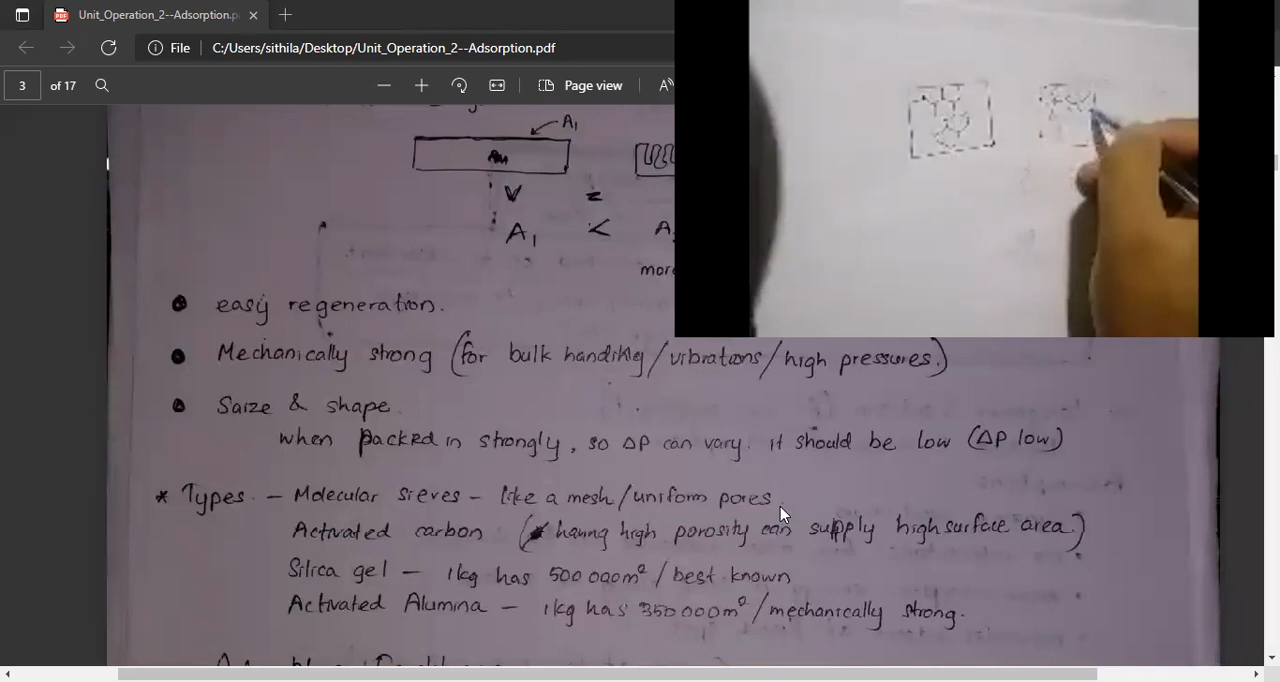 Unit_Operation_2--Adsorption.p
File C:/Users/sithila/Desktop/Unit_Operation_2--Adsorption.pdf
3 of 17 Page view
A1
V =
A1 < A
more
easy regeneration.
Mechanically strong (for bulk handikly/vibrations/high pressures.)
Saize & shape.
when packed in strongly, so ΔP can vary. it should be low (ΔP low)
* Types. - Molecular sieves - like a mesh/uniform pores.
Activated carbon (having high porosity can supply high surface area.)
Silica gel - 1kg has 500 000m² / best known
Activated Alumina - 1kg has 350 000m² / mechanically strong.